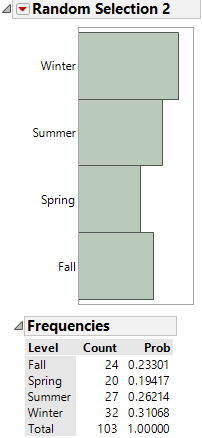 Random Selection 2
Winter
Summer
Spring
Fall
Frequencies
Level Count Prob
Fall 24 0.23301
Spring 20 0.19417
Summer 27 0.26214
Winter 32 0.31068
Total 103 1.00000